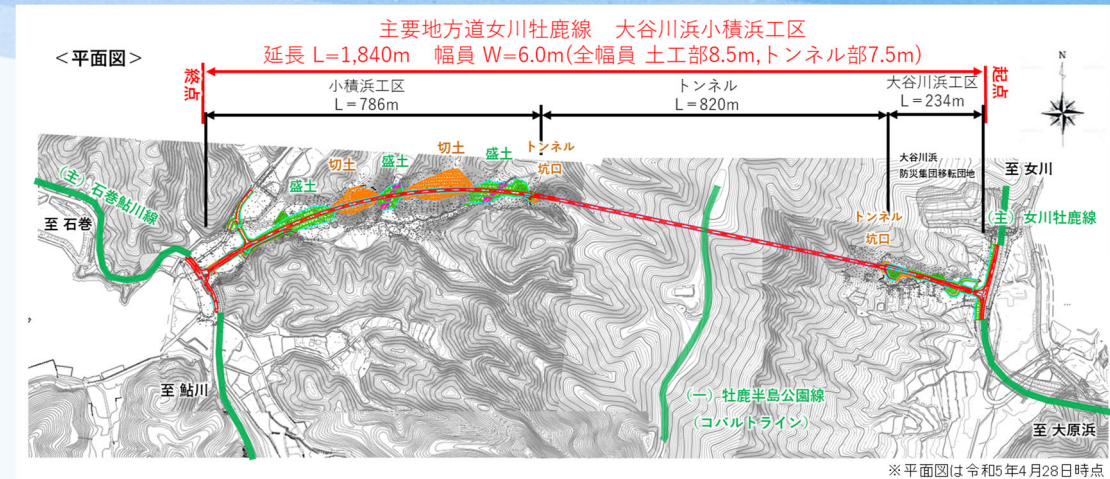 主要地方道女川牡鹿線　大谷川浜小積浜工区
延長 L=1,840m　幅員 W=6.0m(全幅員 土工部8.5m,トンネル部7.5m)
＜平面図＞
終点
起点
小積浜工区
L＝786m
トンネル
L＝820m
大谷川浜工区
L＝234m
N
盛土
切土
盛土
切土
盛土
トンネル
坑口
大谷川浜
防災集団移転団地
至 女川
（主）女川牡鹿線
トンネル
坑口
（主）石巻鮎川線
至 石巻
至 鮎川
（一）牡鹿半島公園線
（コバルトライン）
至 大原浜
※平面図は令和5年4月28日時点